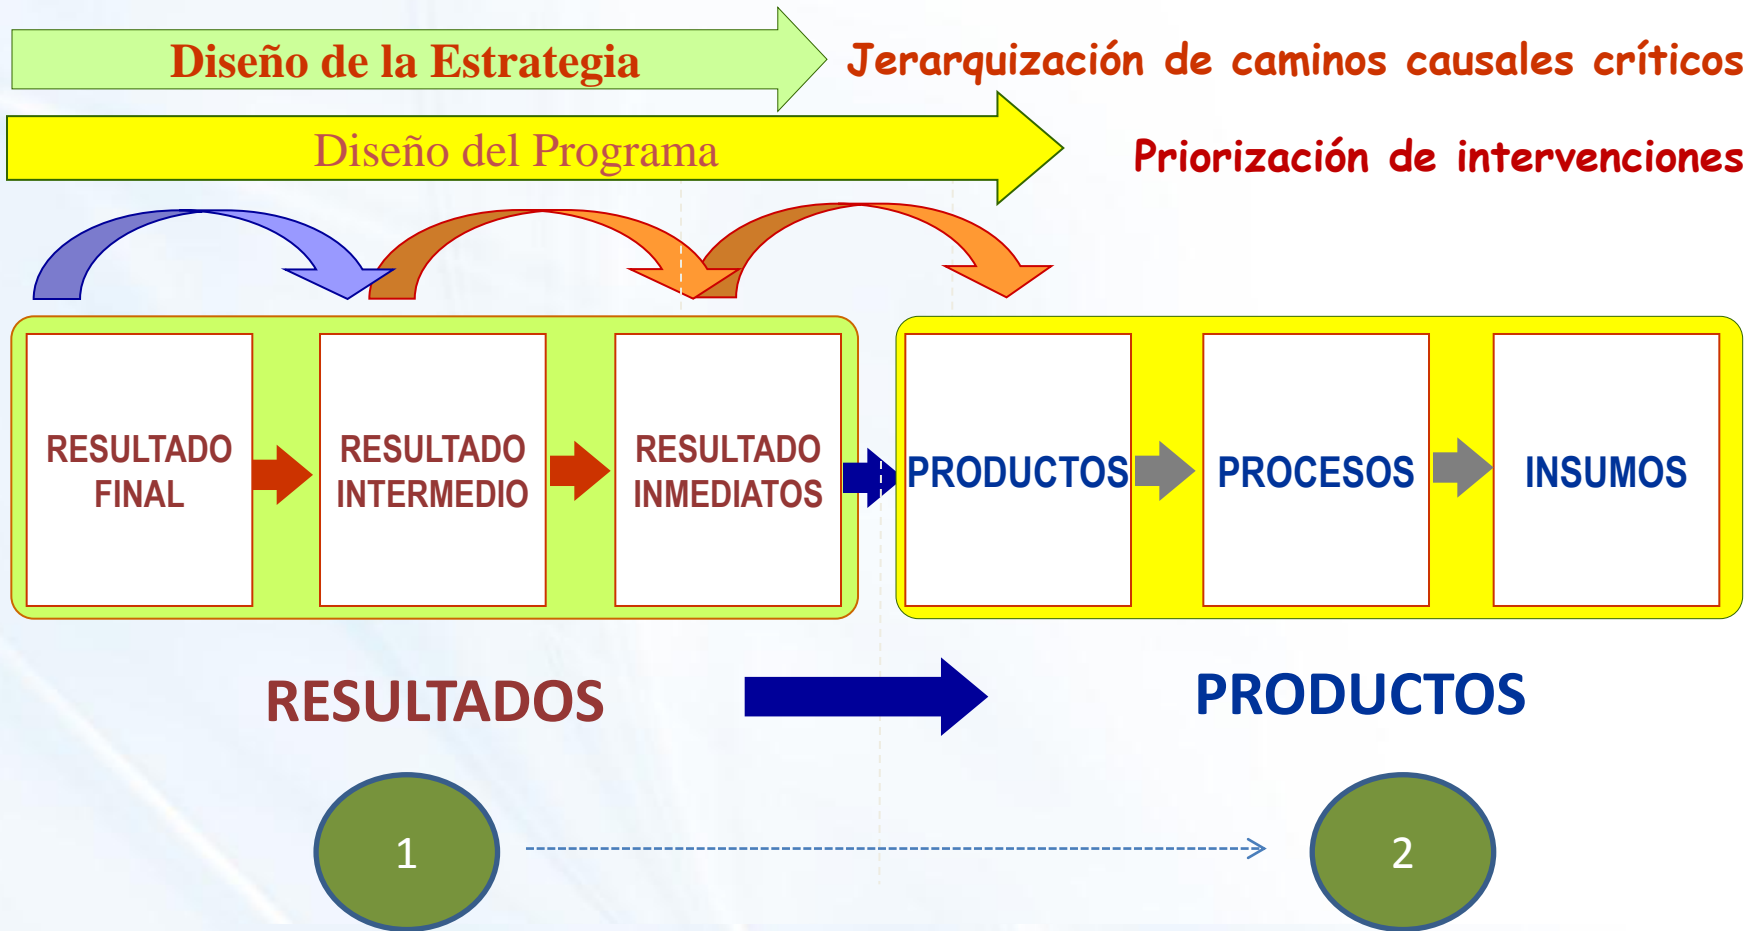 Diseño de la Estrategia
Jerarquización de caminos causales críticos
Diseño del Programa
Priorización de intervenciones
RESULTADO
FINAL
RESULTADO
INTERMEDIO
RESULTADO
INMEDIATOS
PRODUCTOS
PROCESOS
INSUMOS
RESULTADOS
PRODUCTOS
1
2